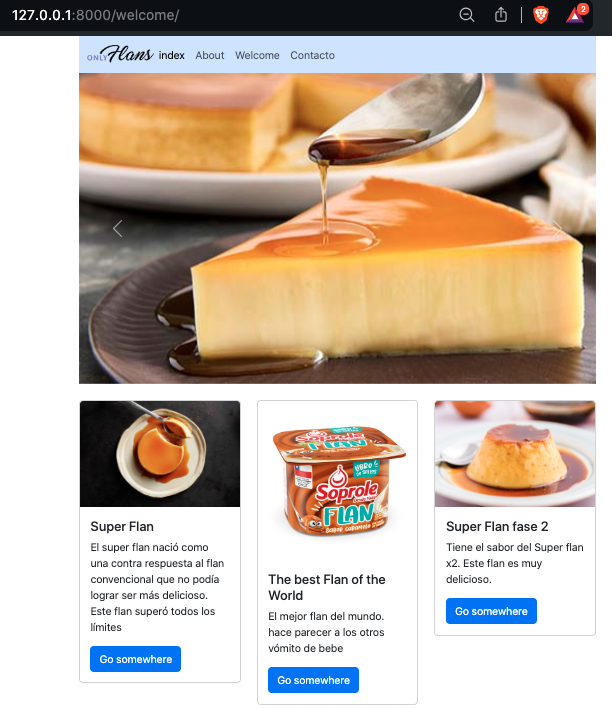 127.0.0.1:8000/welcome/
2
ONLY Flans index About Welcome Contacto
Soprole
FLAN
Soprole
FLAN
SABOR CARAMELO
Super Flan
El super flan nació como
una contra respuesta al flan
convencional que no podía
lograr ser más delicioso.
Este flan superó todos los
límites
Go somewhere
The best Flan of the
World
El mejor flan del mundo.
hace parecer a los otros
vómito de bebe
Go somewhere
Super Flan fase 2
Tiene el sabor del Super flan
x2. Este flan es muy
delicioso.
Go somewhere